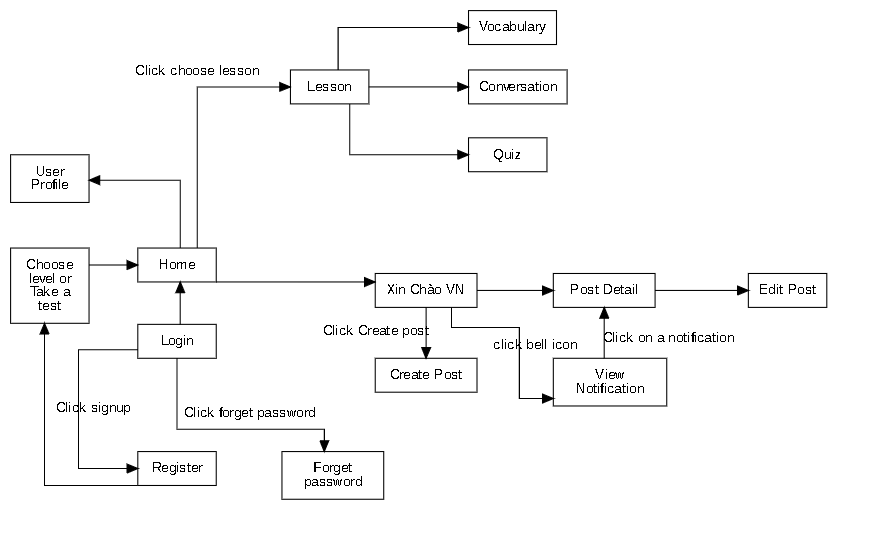 Vocabulary
Click choose lesson
Lesson
Conversation
Quiz
User
Profile
Choose
level or
Take a
test
Home
Xin Chào VN
Post Detail
Edit Post
Click Create post
click bell icon
Click on a notification
Login
Create Post
View
Notification
Click signup
Click forget password
Register
Forget
password